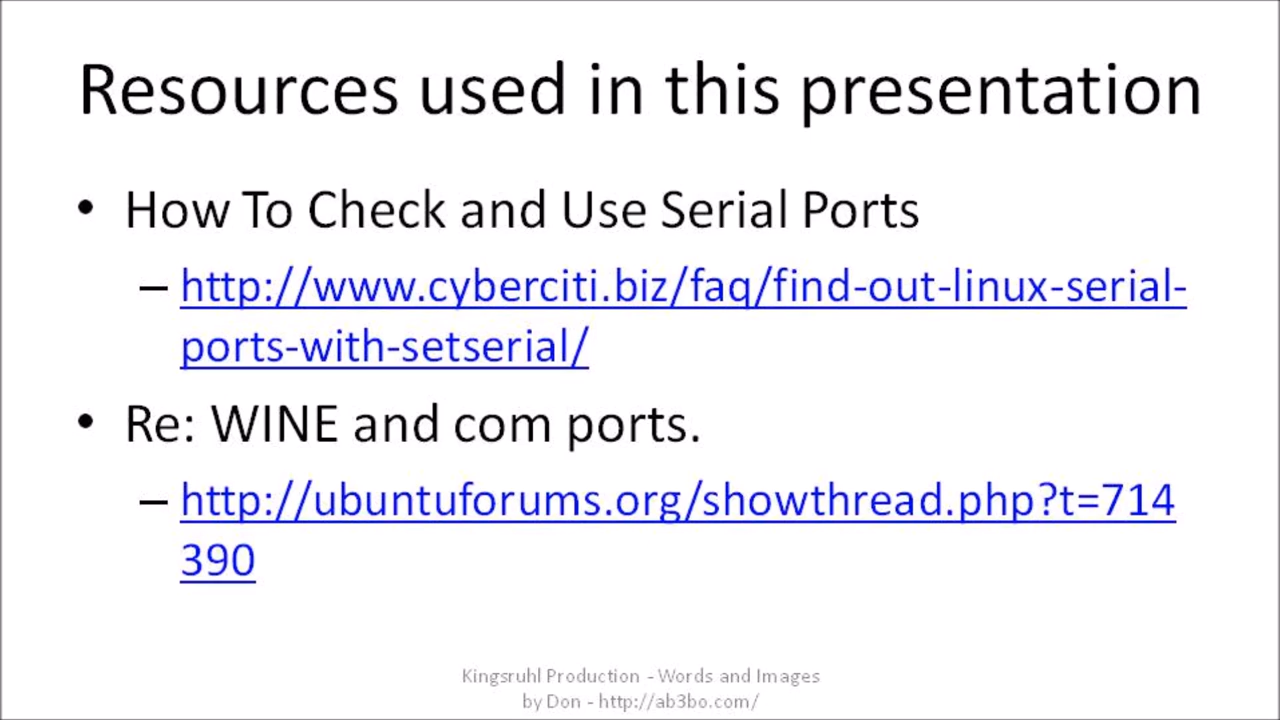 Resources used in this presentation
• How To Check and Use Serial Ports
– http://www.cyberciti.biz/faq/find-out-linux-serial-
ports-with-setserial/
• Re: WINE and com ports.
– http://ubuntuforums.org/showthread.php?t=714
390
Kingsruhl Production - Words and Images
by Don - http://ab3bo.com/